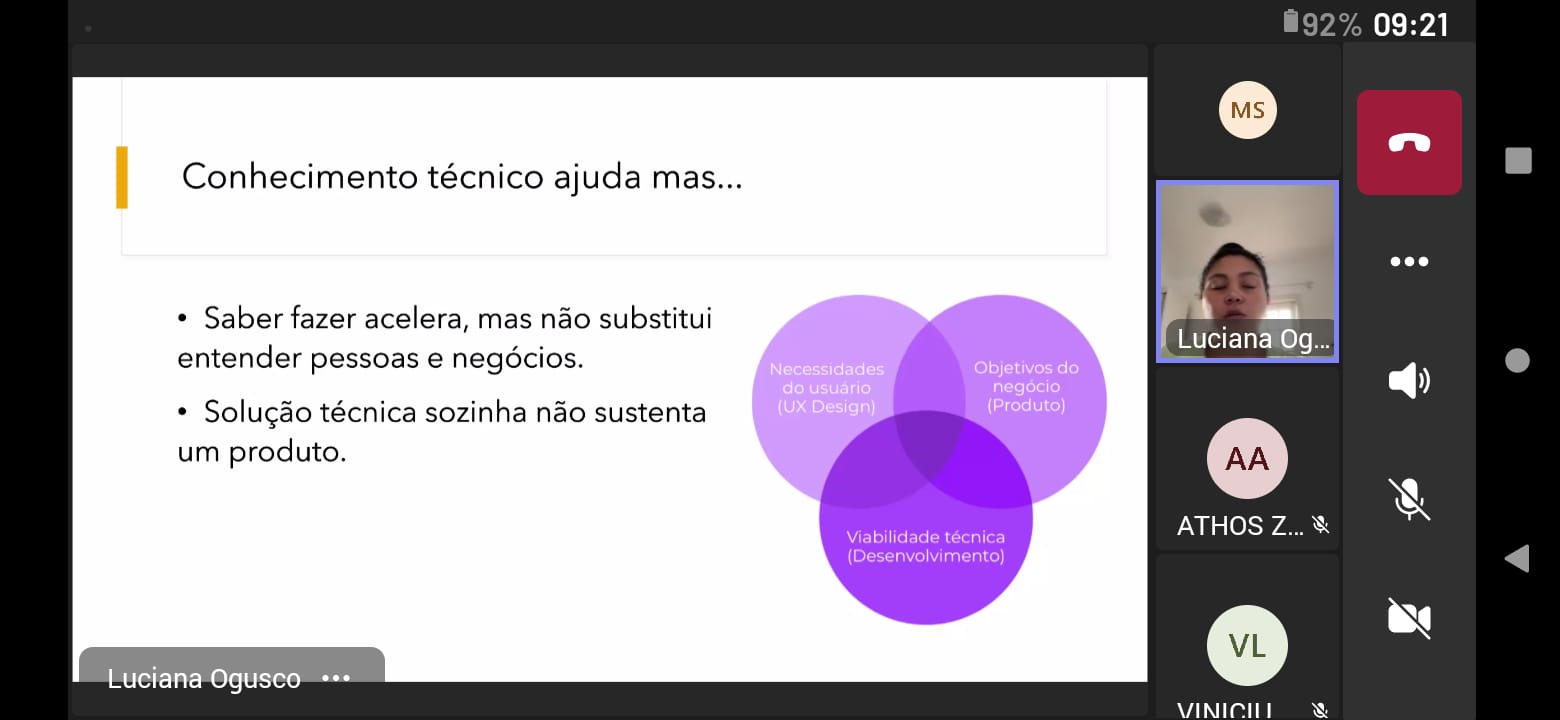 92% 09:21
Conhecimento técnico ajuda mas...
• Saber fazer acelera, mas não substitui
entender pessoas e negócios.
• Solução técnica sozinha não sustenta
um produto.
Necessidades
do usuário
(UX Design)
Objetivos do
negócio
(Produto)
Viabilidade técnica
(Desenvolvimento)
Luciana Ogusco
MS
Luciana Og...
AA
ATHOS Z...
VL
VINICIU